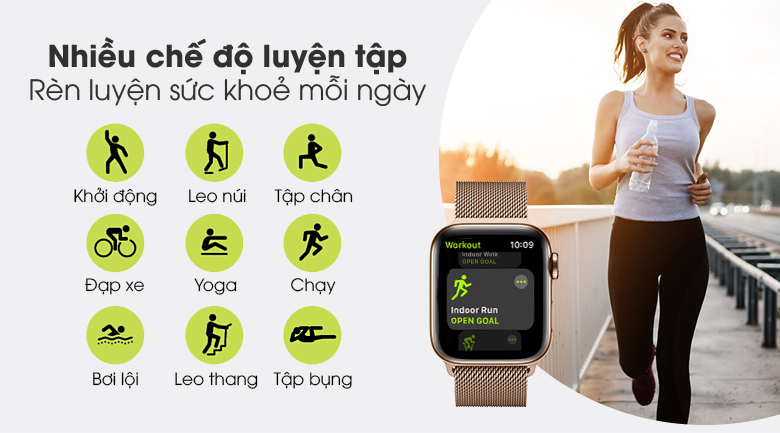 Nhiều chế độ luyện tập
Rèn luyện sức khoẻ mỗi ngày
Khởi động
Leo núi
Tập chân
Đạp xe
Yoga
Chạy
Bơi lội
Leo thang
Tập bụng
Workout 10:09
Indoor Walk
OPEN GOAL
Indoor Run
OPEN GOAL